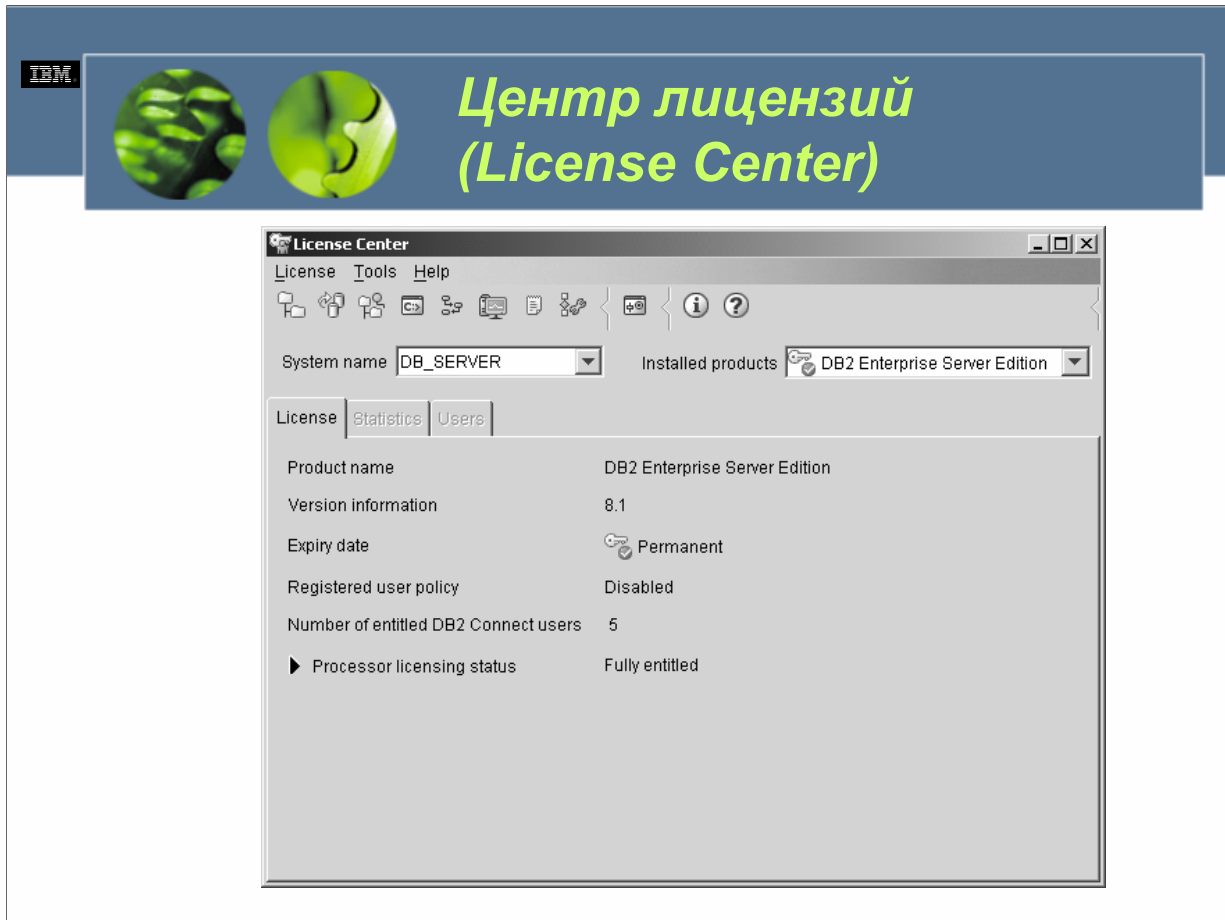 IBM
Центр лицензий
(License Center)
License Center
License Tools Help
System name DB_SERVER Installed products DB2 Enterprise Server Edition
License Statistics Users
Product name DB2 Enterprise Server Edition
Version information 8.1
Expiry date Permanent
Registered user policy Disabled
Number of entitled DB2 Connect users 5
Processor licensing status Fully entitled